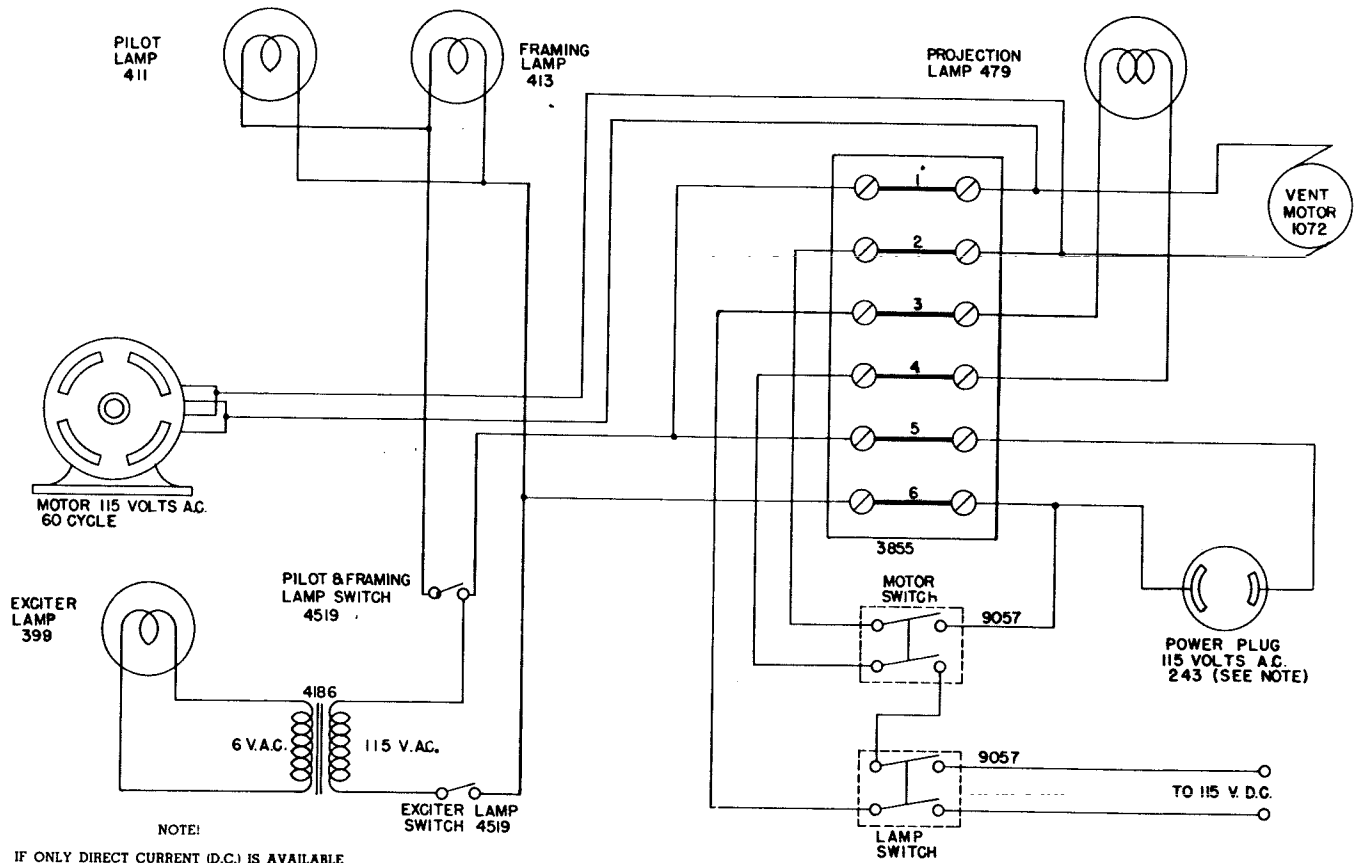 PILOT
LAMP
411
FRAMING
LAMP
413
PROJECTION
LAMP 479
1
2
3
4
5
6
3855
VENT
MOTOR
1072
MOTOR 115 VOLTS A.C.
60 CYCLE
PILOT & FRAMING
LAMP SWITCH
4519
MOTOR
SWITCH
9057
POWER PLUG
115 VOLTS A.C.
243 (SEE NOTE)
EXCITER
LAMP
399
4186
6 V.A.C.
115 V.AC.
EXCITER LAMP
SWITCH 4519
9057
TO 115 V. D.C.
LAMP
SWITCH
NOTE!
IF ONLY DIRECT CURRENT (D.C.) IS AVAILABLE